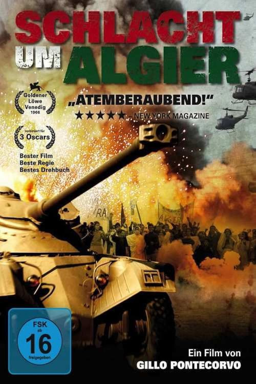 SCHLACHT
UM ALGIER
Goldener
Löwe
Venedig
1966
„ATEMBERAUBEND!"
★★★★★ NEW YORK MAGAZINE
3 Oscars
Bester Film
Beste Regie
Bestes Drehbuch
FSK ab
16
freigegeben
Ein Film von
GILLO PONTECORVO